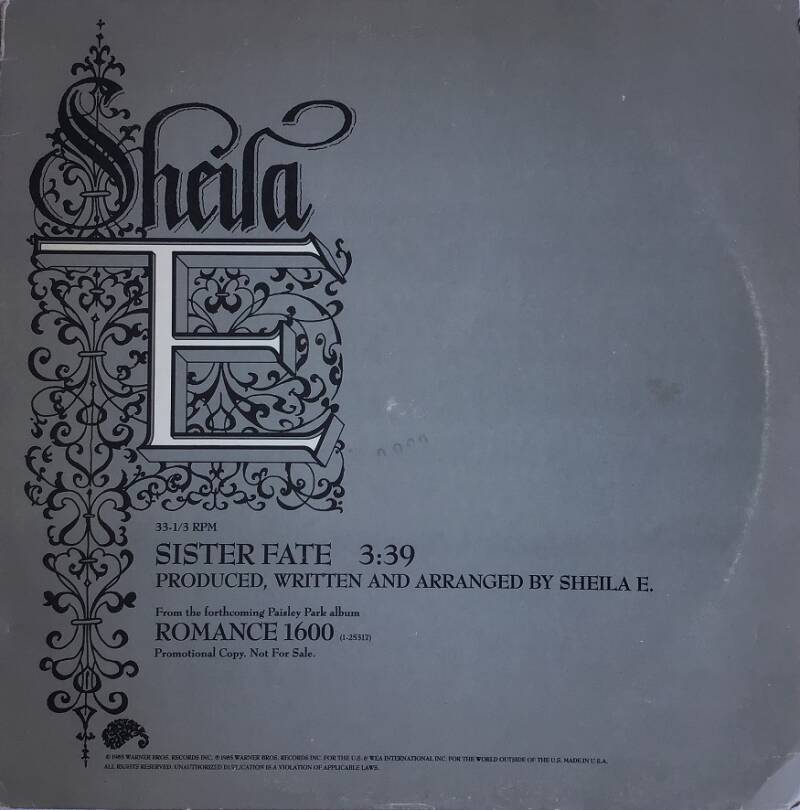 Sheila
E
33-1/3 RPM
SISTER FATE 3:39
PRODUCED, WRITTEN AND ARRANGED BY SHEILA E.
From the forthcoming Paisley Park album
ROMANCE 1600 (1-25317)
Promotional Copy. Not For Sale.
© 1985 WARNER BROS. RECORDS INC. ℗ 1985 WARNER BROS. RECORDS INC. FOR THE U.S. & WEA INTERNATIONAL INC. FOR THE WORLD OUTSIDE OF THE U.S. MADE IN U.S.A.
ALL RIGHTS RESERVED. UNAUTHORIZED DUPLICATION IS A VIOLATION OF APPLICABLE LAWS.